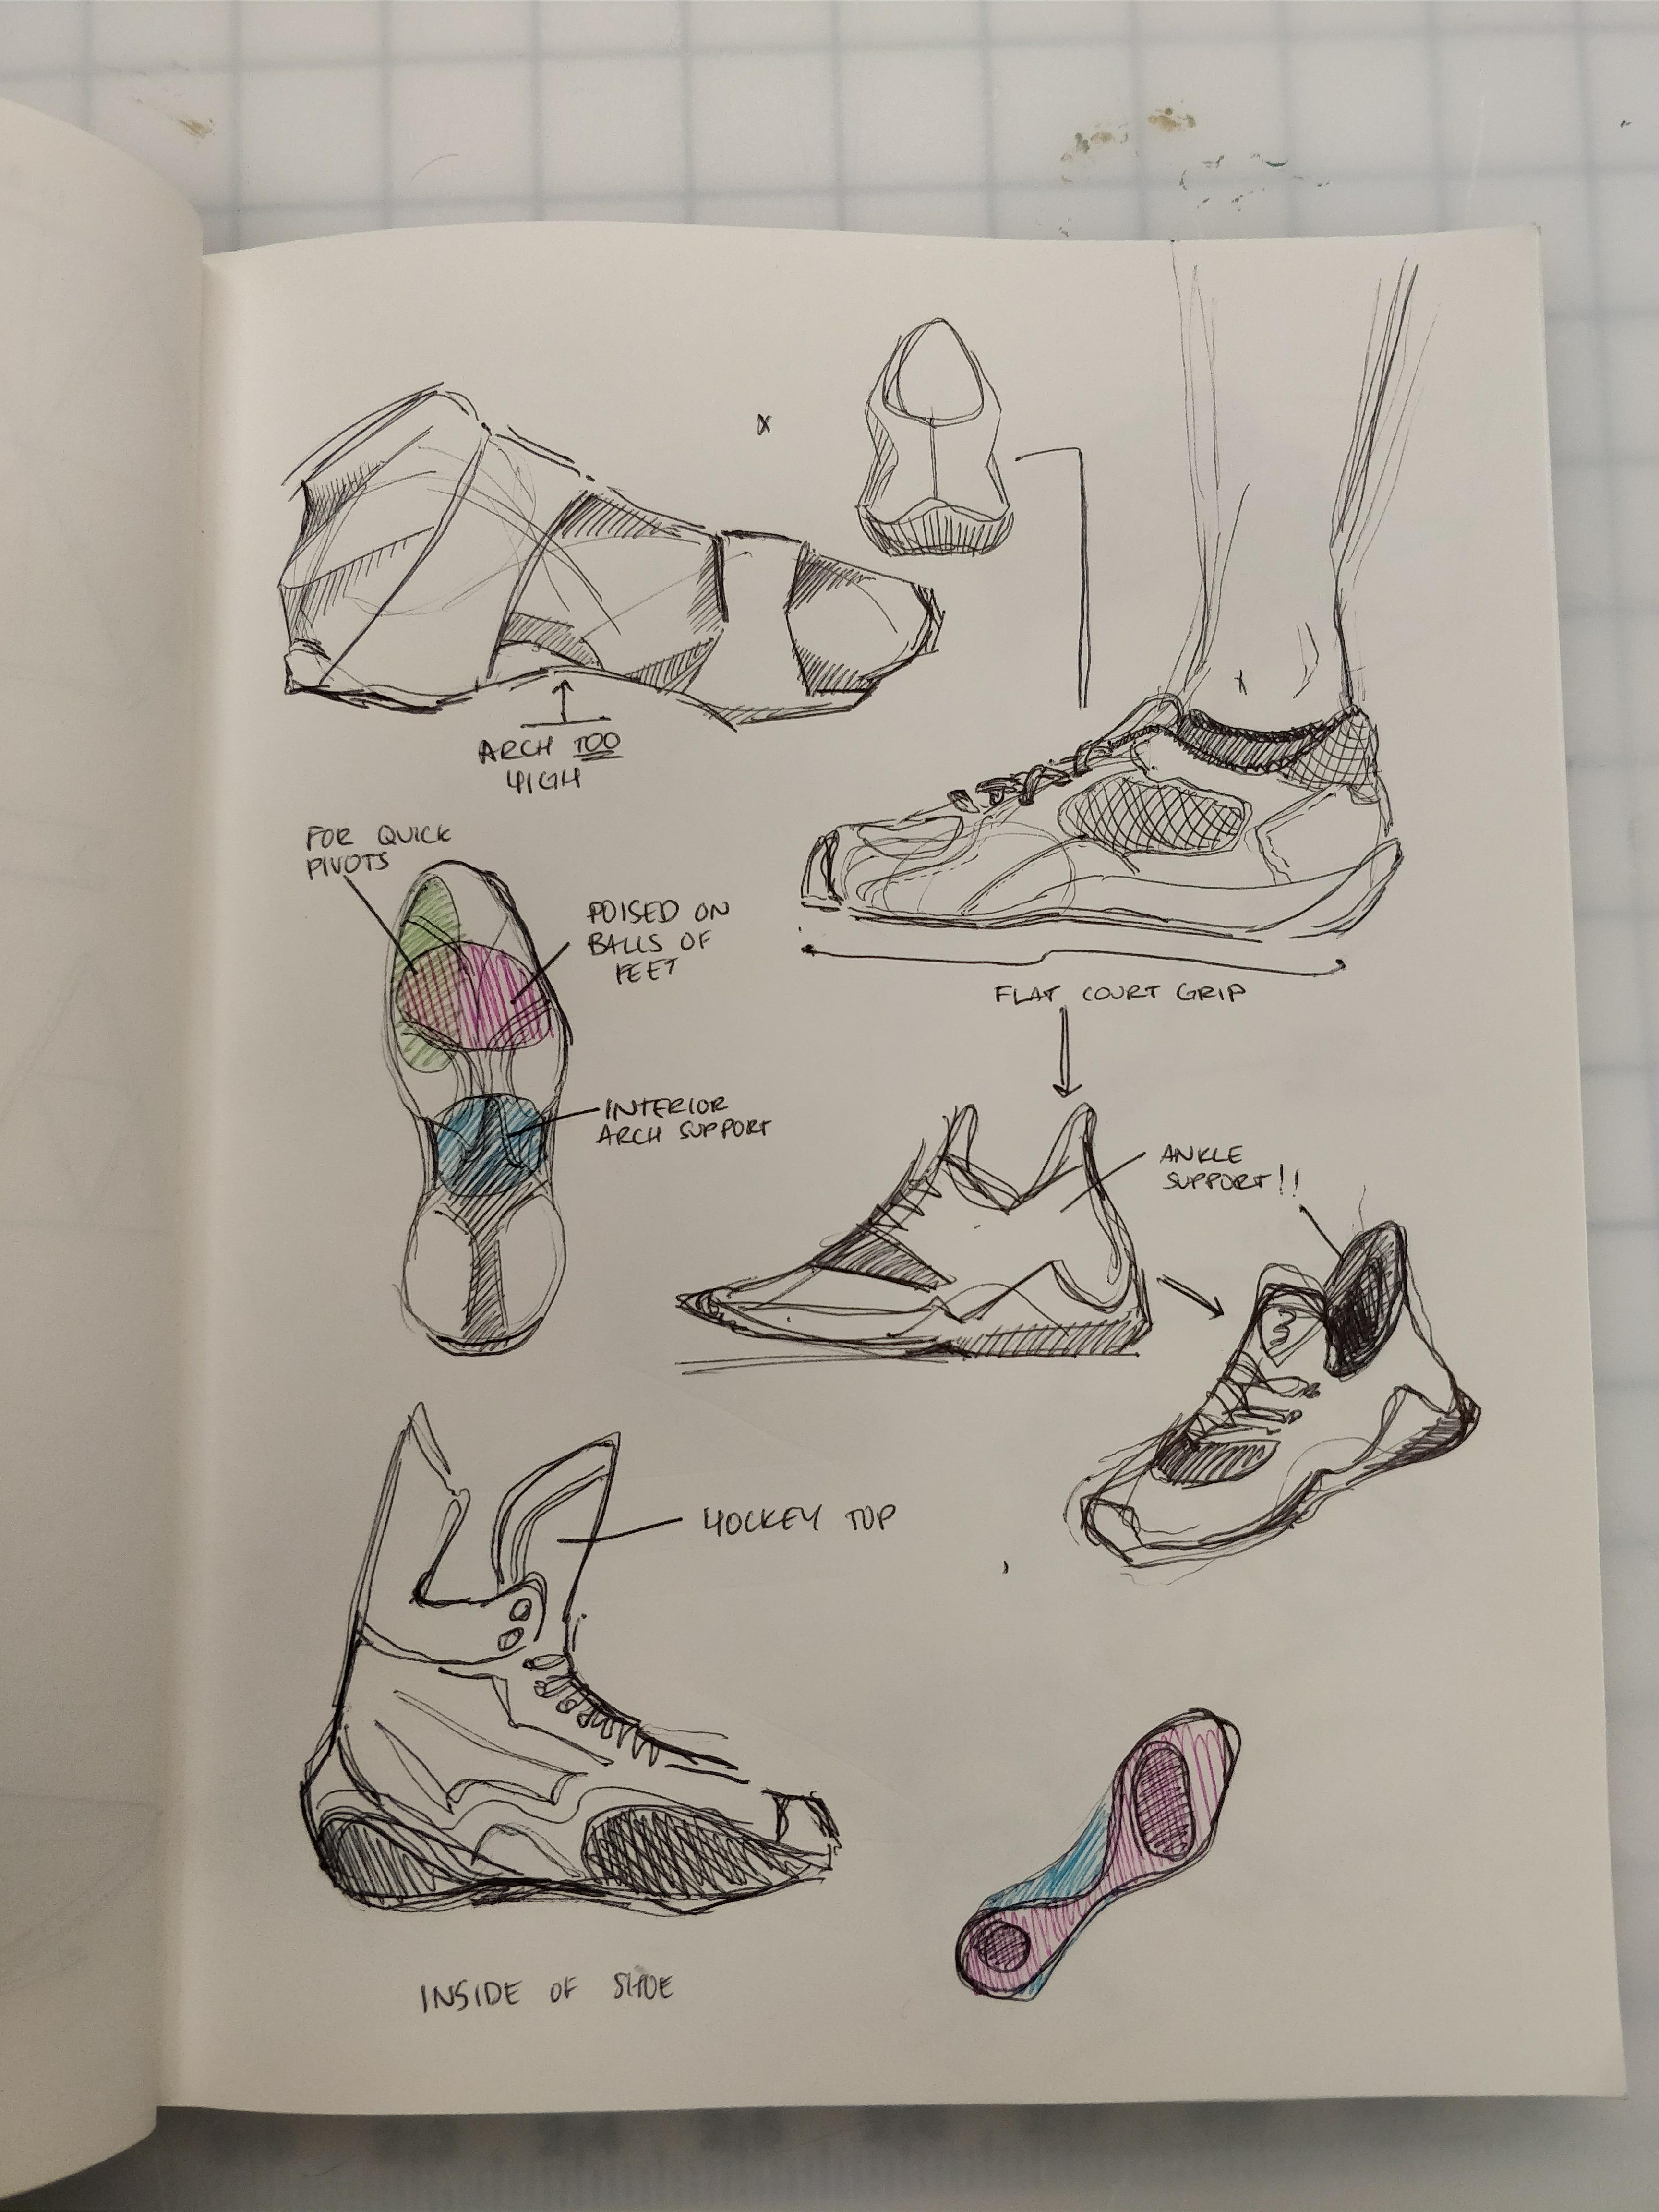 ARCH TOO
HIGH
FOR QUICK
PIVOTS
POISED ON
BALLS OF
FEET
FLAT COURT GRIP
INTERIOR
ARCH SUPPORT
ANKLE
SUPPORT!!
HOCKEY TOP
INSIDE OF SHOE